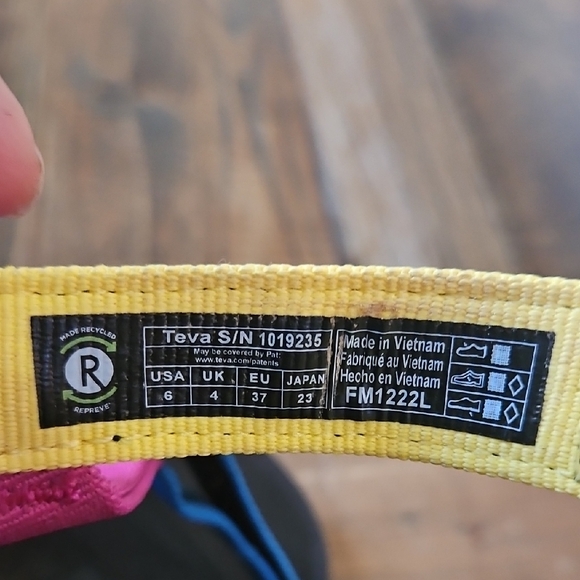 MADE RECYCLED
R
REPREVE
Teva S/N 1019235
May be covered by Pat:
www.teva.com/patents
USA UK EU JAPAN
6 4 37 23
Made in Vietnam
Fabriqué au Vietnam
Hecho en Vietnam
FM1222L